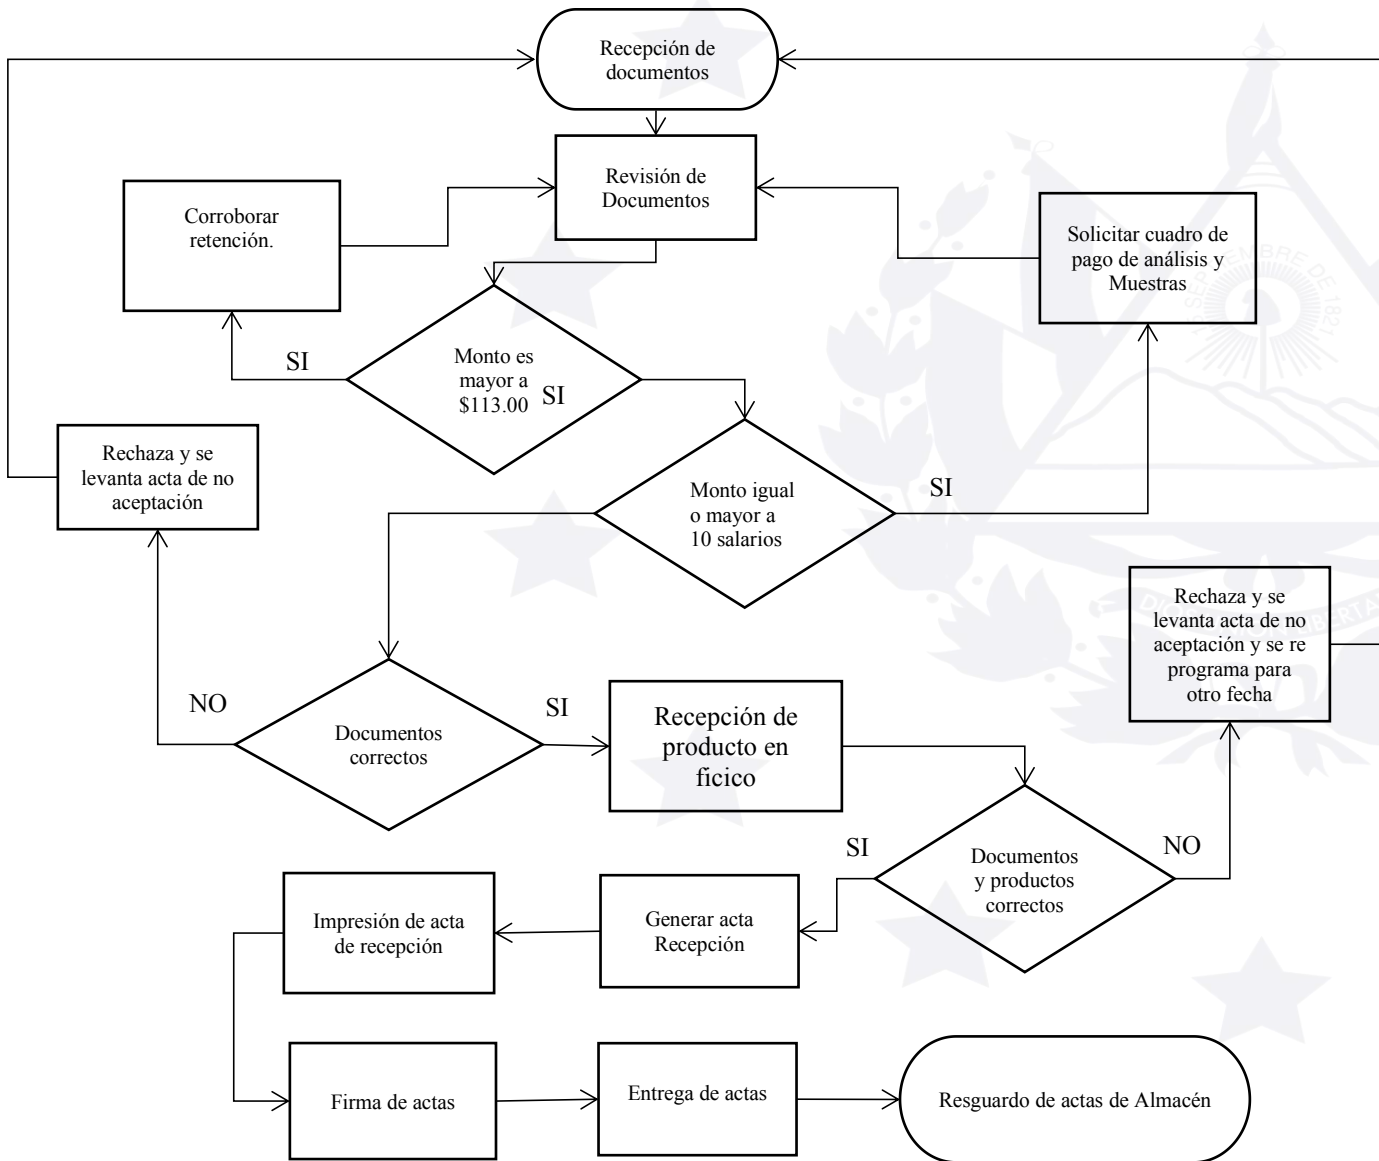 Recepción de
documentos
Revisión de
Documentos
Corroborar
retención.
Solicitar cuadro de
pago de análisis y
Muestras
SI
Monto es
mayor a
$113.00
SI
Rechaza y se
levanta acta de no
aceptación
Monto igual
o mayor a
10 salarios
SI
Rechaza y se
levanta acta de no
aceptación y se re
programa para
otro fecha
NO
Documentos
correctos
SI
Recepción de
producto en
ficico
SI
Documentos
y productos
correctos
NO
Impresión de acta
de recepción
Generar acta
Recepción
Firma de actas
Entrega de actas
Resguardo de actas de Almacén